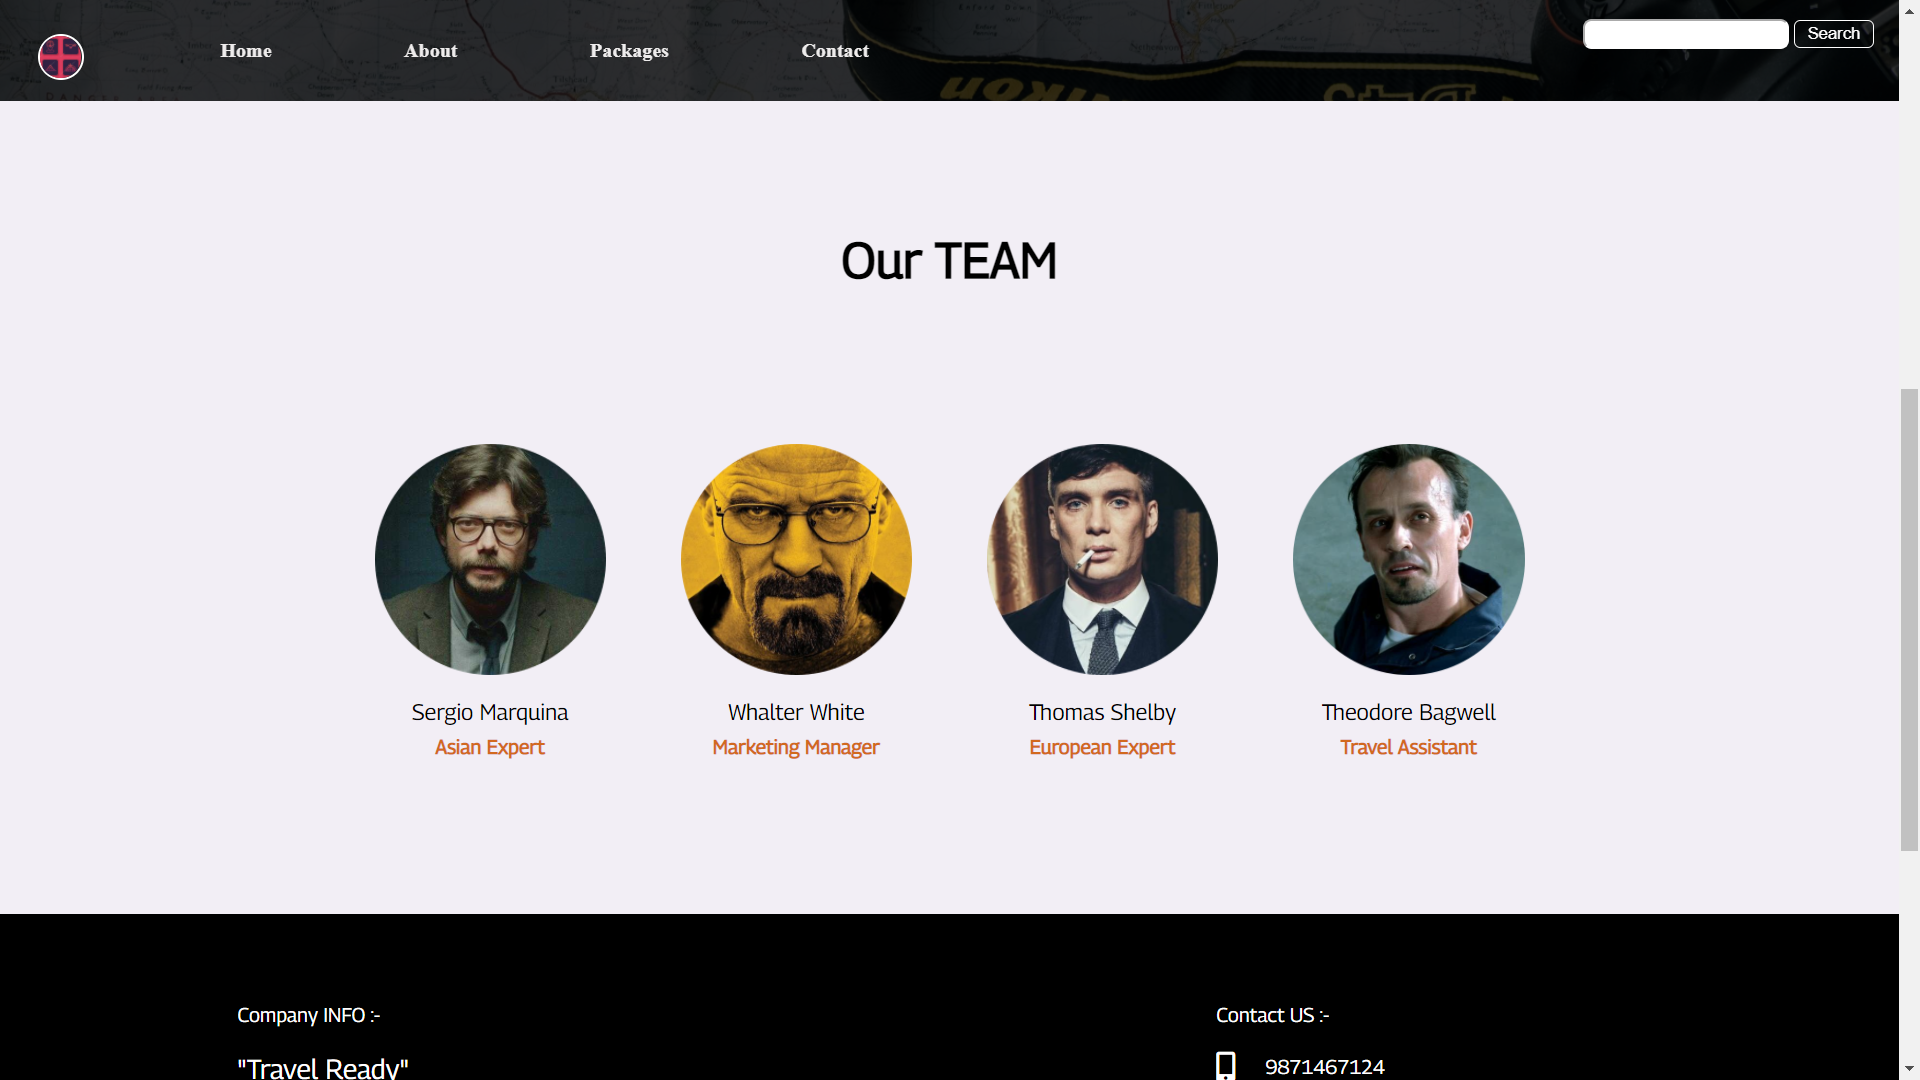 Home About Packages Contact Search
Nikon
Our TEAM
Sergio Marquina Whalter White Thomas Shelby Theodore Bagwell
Asian Expert Marketing Manager European Expert Travel Assistant
Company INFO :- Contact US :-
"Travel Ready" 9871467124